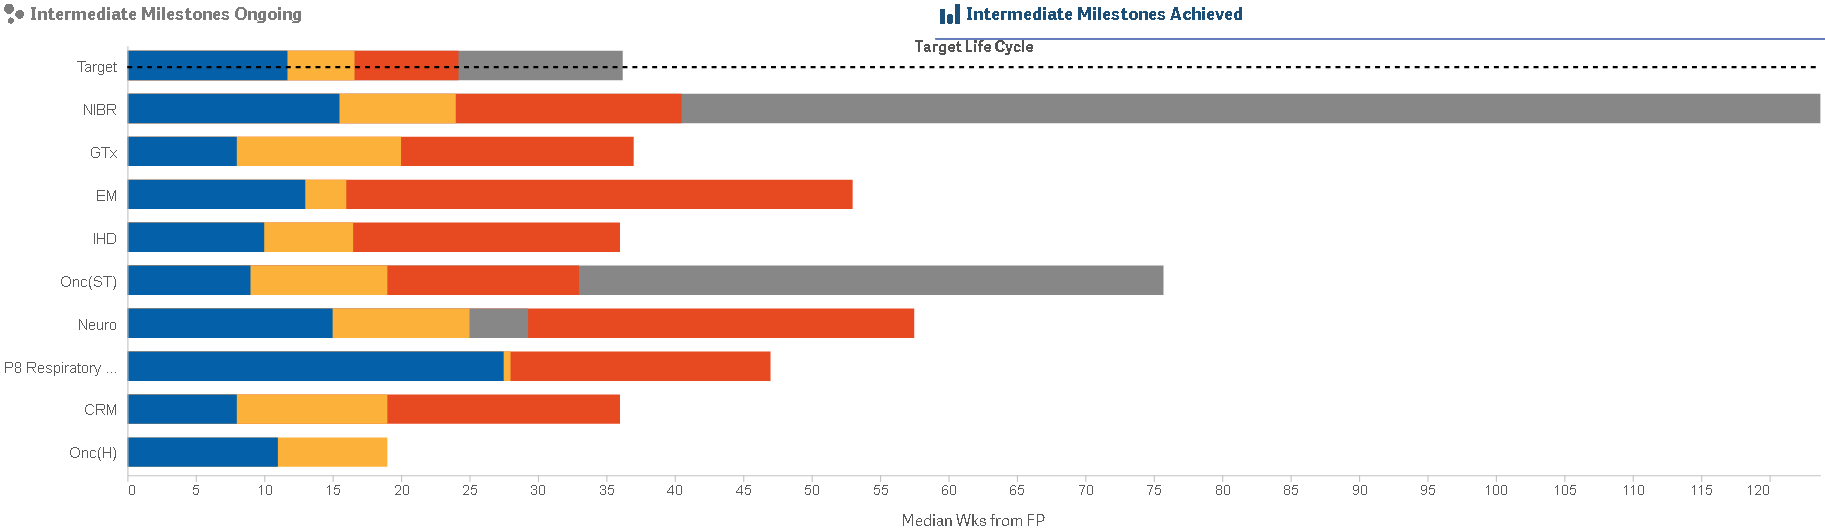 Intermediate Milestones Ongoing
Intermediate Milestones Achieved
Target Life Cycle
Target
NIBR
GTx
EM
IHD
Onc(ST)
Neuro
P8 Respiratory ...
CRM
Onc(H)
0 5 10 15 20 25 30 35 40 45 50 55 60 65 70 75 80 85 90 95 100 105 110 115 120
Median Wks from FP